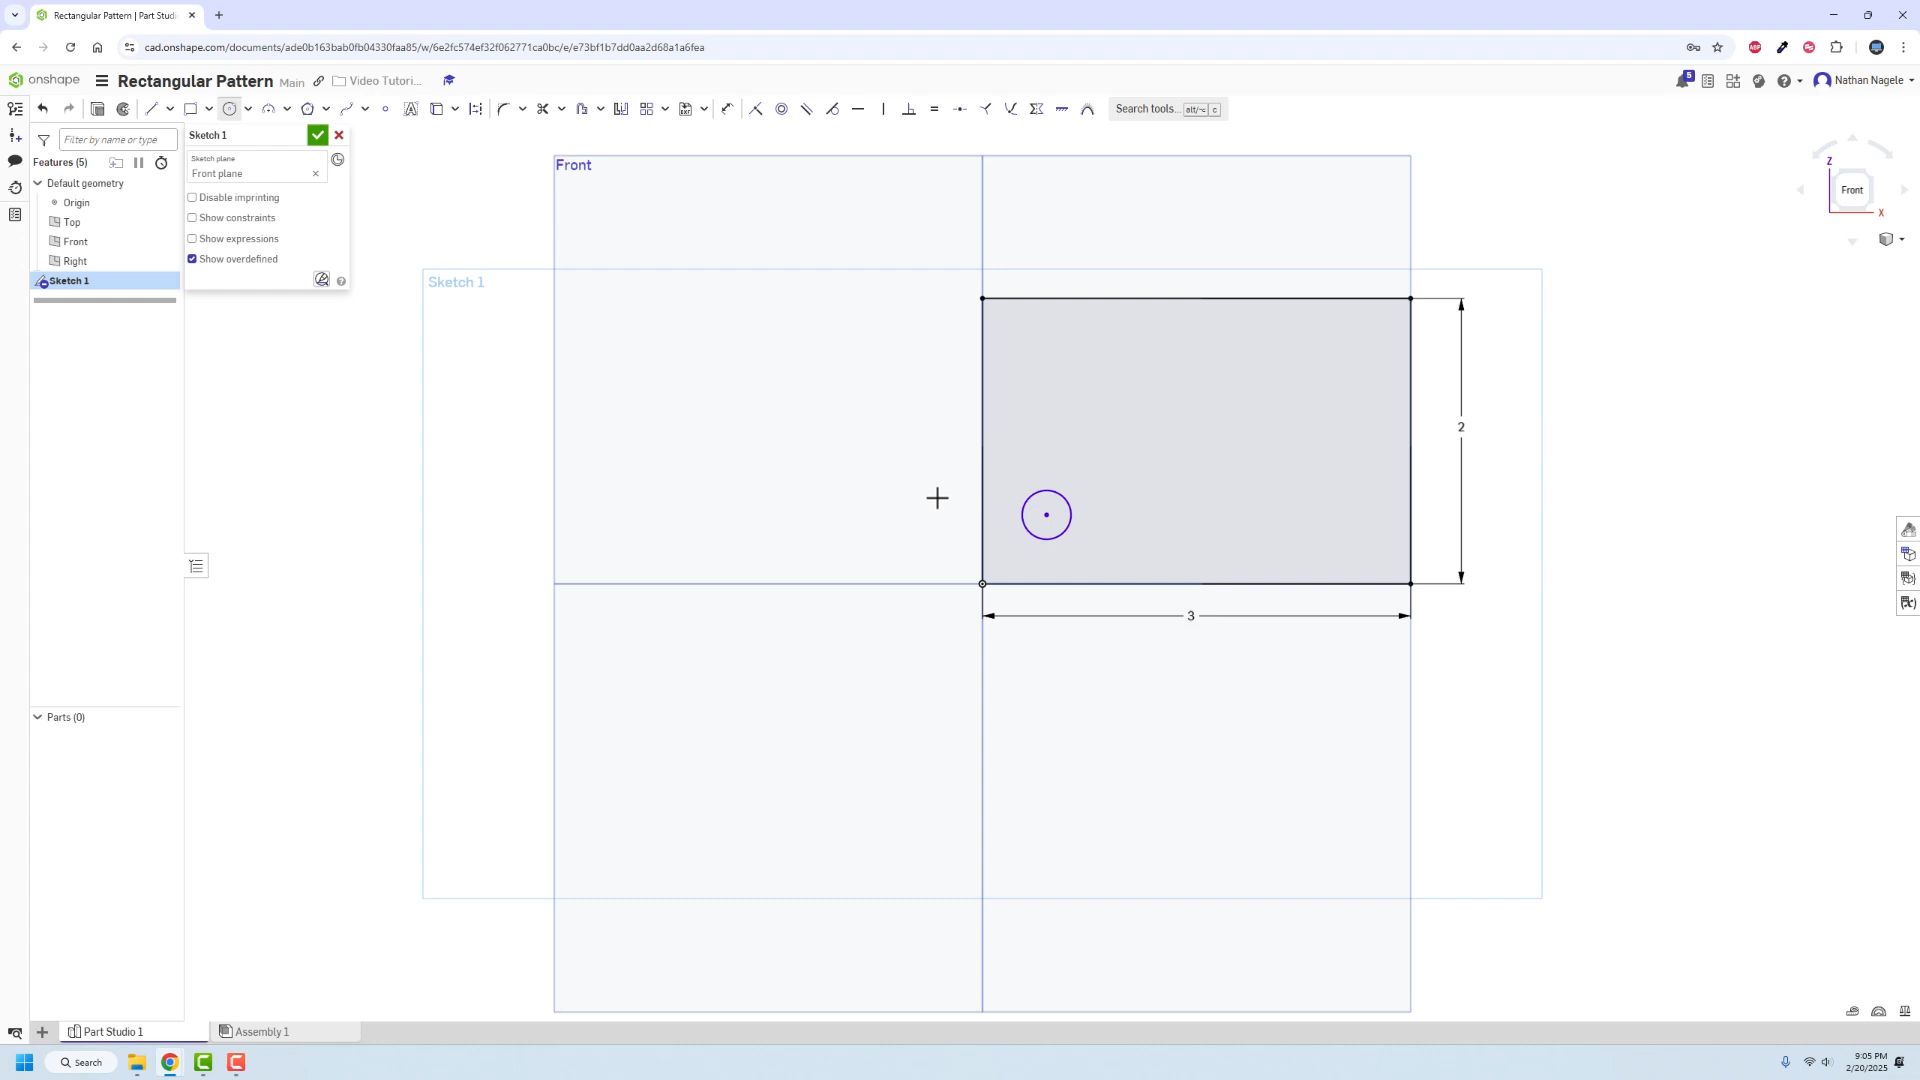 Rectangular Pattern | Part Studi
cad.onshape.com/documents/ade0b163bab0fb04330faa85/w/6e2fc574ef32f062771ca0bc/e/e73bf1b7dd0aa2d68a1a6fea
ABP
onshape
Rectangular Pattern
Main
Video Tutori...
5
Nathan Nagele
Search tools...
alt/⌥
c
Filter by name or type
Features (5)
Default geometry
Origin
Top
Front
Right
Sketch 1
Sketch 1
Sketch plane
Front plane
Disable imprinting
Show constraints
Show expressions
Show overdefined
Front
Sketch 1
2
3
Z
Front
X
Parts (0)
Part Studio 1
Assembly 1
Search
9:05 PM
2/20/2025